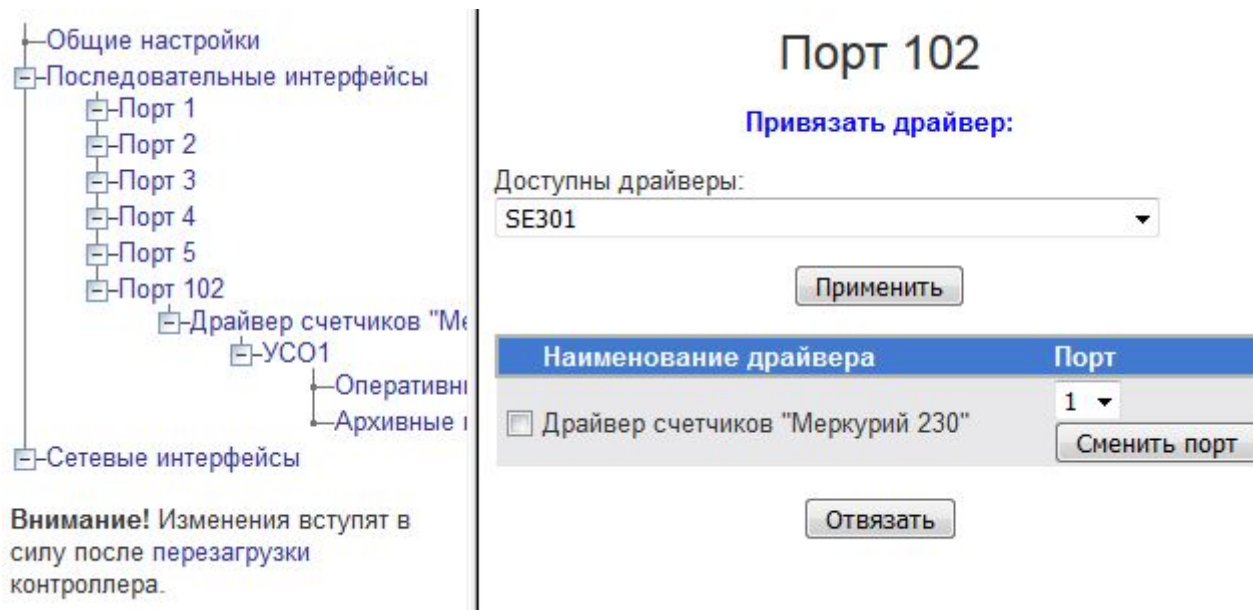 Общие настройки
Последовательные интерфейсы
Порт 1
Порт 2
Порт 3
Порт 4
Порт 5
Порт 102
Драйвер счетчиков "Ме
УСО1
Оперативн
Архивные
Сетевые интерфейсы
Внимание! Изменения вступят в
силу после перезагрузки
контроллера.
Порт 102
Привязать драйвер:
Доступны драйверы:
SE301
Применить
Наименование драйвера Порт
1
Драйвер счетчиков "Меркурий 230"
Сменить порт
Отвязать